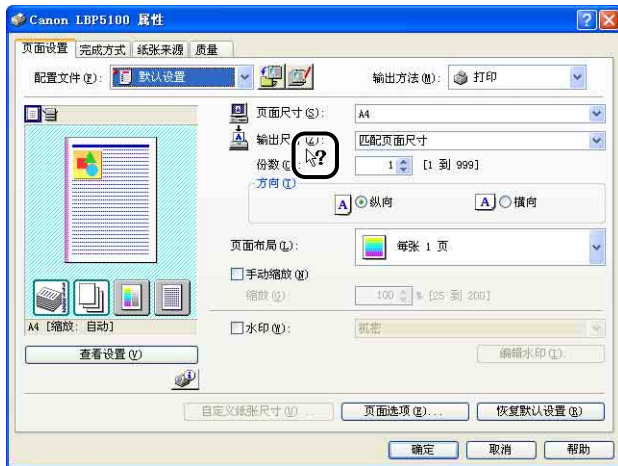 Canon LBP5100 属性
页面设置 完成方式 纸张来源 质量
配置文件(F): 默认设置 输出方法(M): 打印
页面尺寸(S): A4
输出尺 (Z): 匹配页面尺寸
份数(C : 1 [1 到 999]
方向(T)
A 纵向 A 横向
页面布局(L): 每张 1 页
手动缩放(N)
缩放(G): 100 % [25 到 200]
A4 [缩放: 自动]
水印(W): 机密
查看设置(V) 编辑水印(I)...
自定义纸张尺寸(U)... 页面选项(E)... 恢复默认设置(R)
确定 取消 帮助